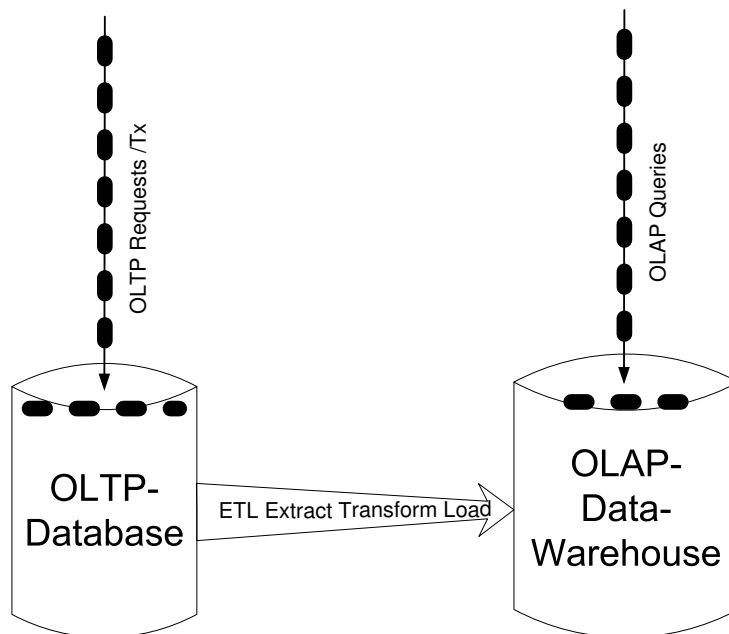 OLTP Requests /Tx
OLAP Queries
OLTP-
Database
ETL Extract Transform Load
OLAP-
Data-
Warehouse